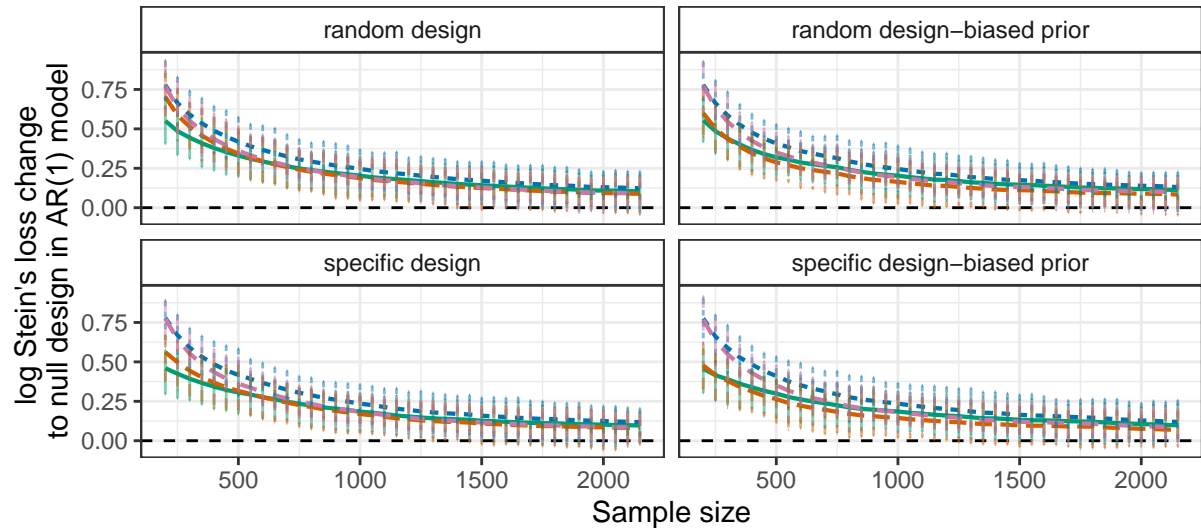 random design
random design−biased prior
0.75
0.50
0.25
0.00
specific design
specific design−biased prior
0.75
0.50
0.25
0.00
log Stein's loss change
to null design in AR(1) model
500
1000
1500
2000
500
1000
1500
2000
Sample size